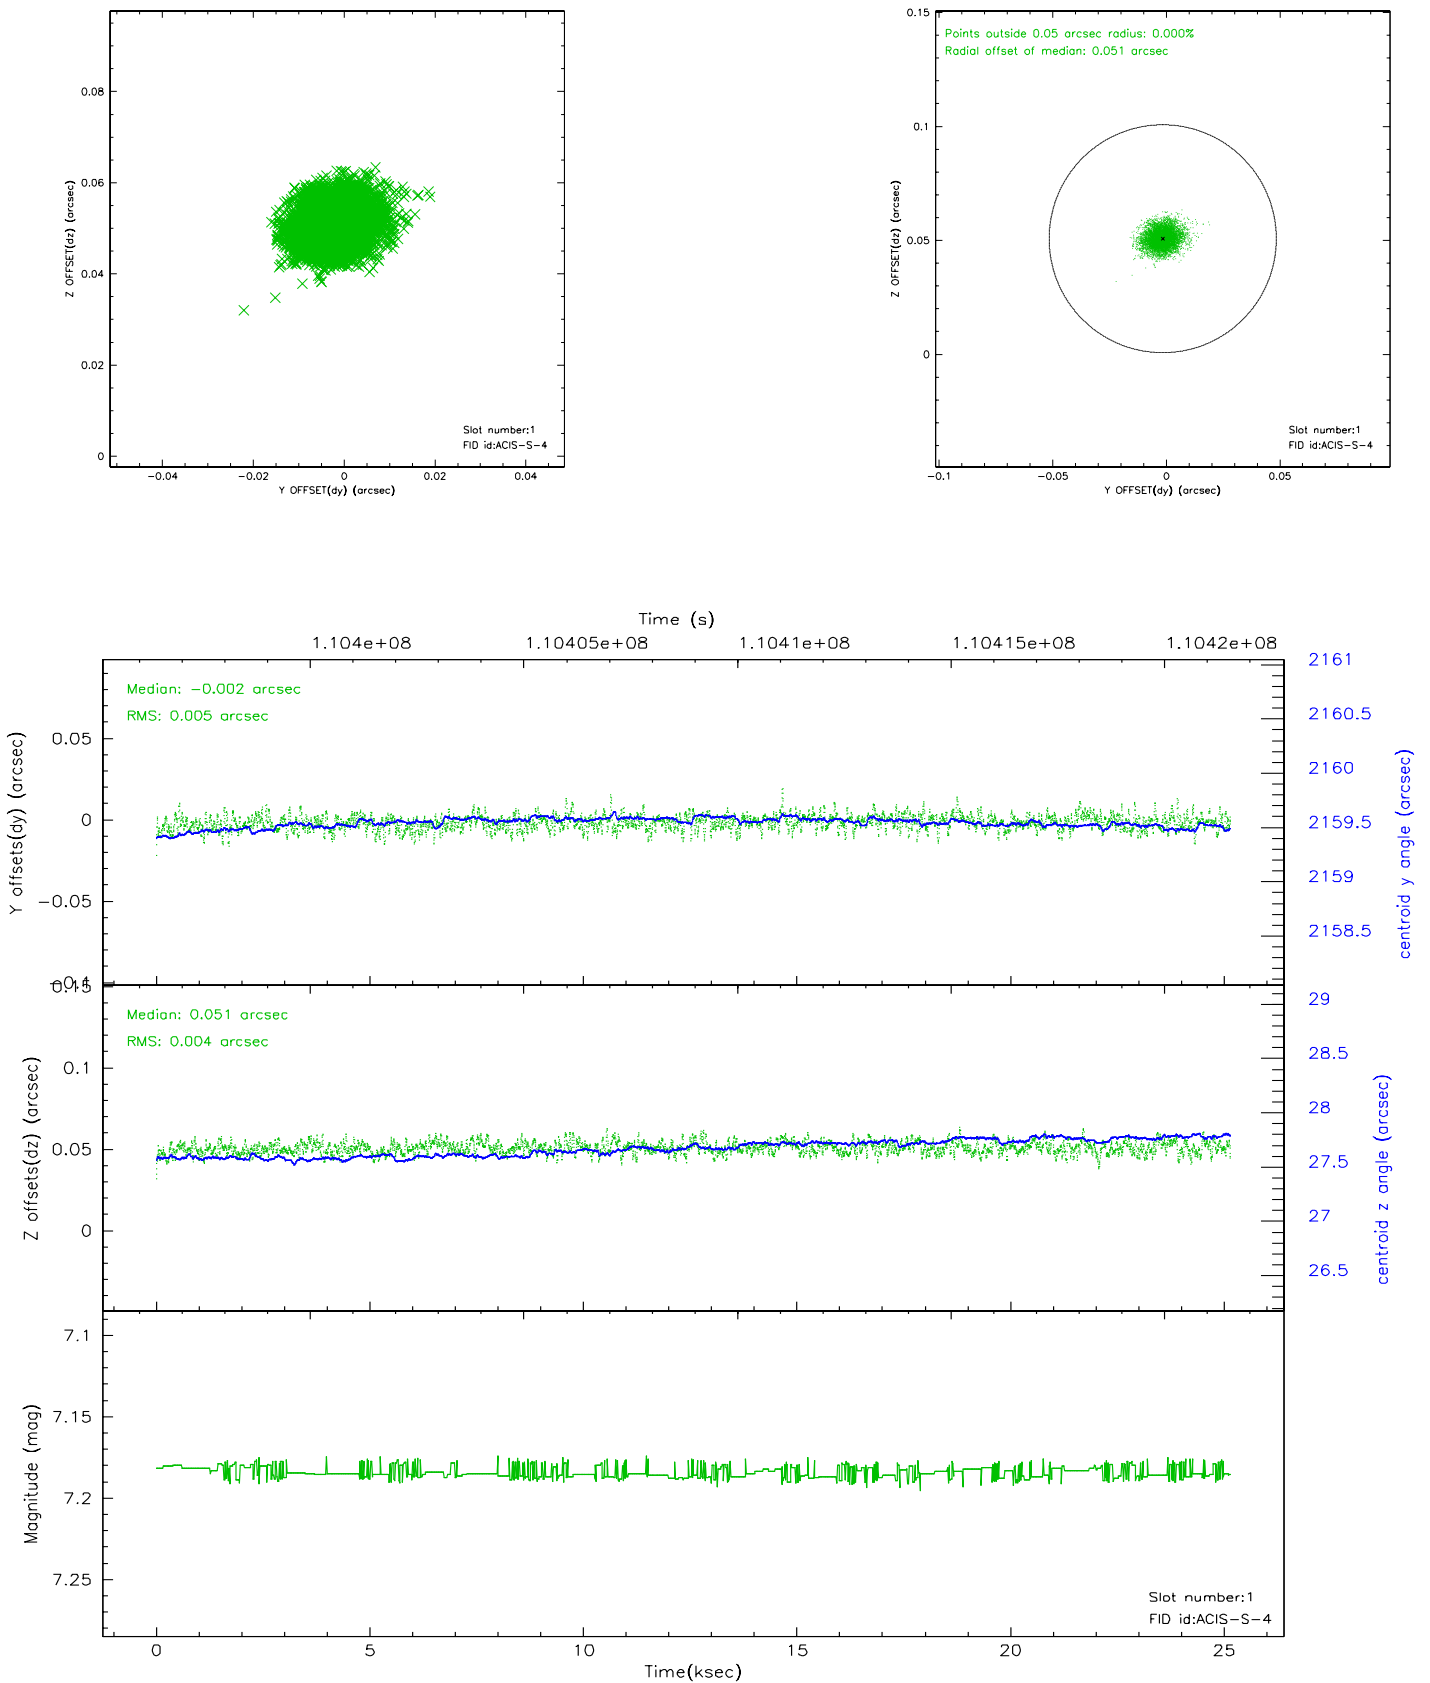 0.08
0.06
0.04
0.02
0
Z OFFSET(dz) (arcsec)
Slot number:1
FID id:ACIS-S-4
-0.04
-0.02
0
0.02
0.04
Y OFFSET(dy) (arcsec)
0.15
Points outside 0.05 arcsec radius: 0.000%
Radial offset of median: 0.051 arcsec
0.1
0.05
0
Z OFFSET(dz) (arcsec)
Slot number:1
FID id:ACIS-S-4
-0.1
-0.05
0
0.05
Y OFFSET(dy) (arcsec)
Time (s)
1.104e+08
1.10405e+08
1.1041e+08
1.10415e+08
1.1042e+08
Median: -0.002 arcsec
RMS: 0.005 arcsec
0.05
0
-0.05
-0.1
Y offsets(dy) (arcsec)
2161
2160.5
2160
2159.5
2159
2158.5
centroid y angle (arcsec)
0.15
Median: 0.051 arcsec
RMS: 0.004 arcsec
0.1
0.05
0
Z offsets(dz) (arcsec)
29
28.5
28
27.5
27
26.5
centroid z angle (arcsec)
7.1
7.15
7.2
7.25
Magnitude (mag)
Slot number:1
FID id:ACIS-S-4
0
5
10
15
20
25
Time(ksec)